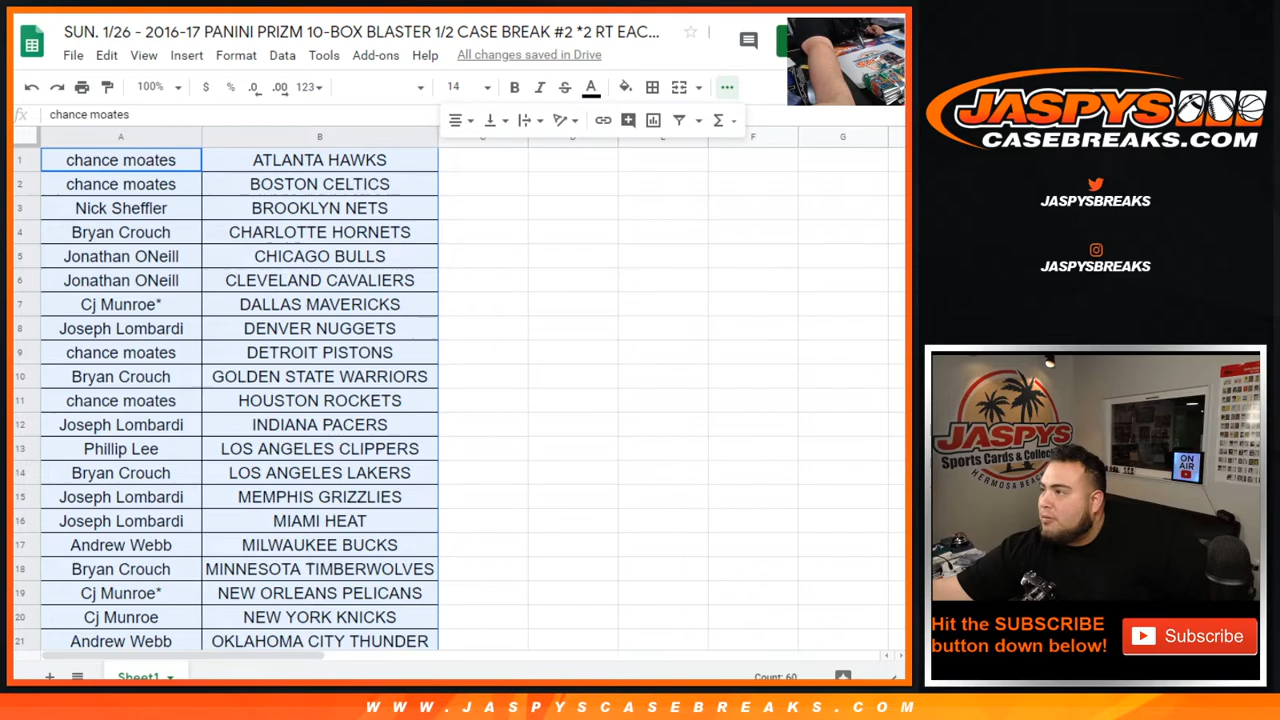 SUN. 1/26 - 2016-17 PANINI PRIZM 10-BOX BLASTER 1/2 CASE BREAK #2 *2 RT EAC...
File Edit View Insert Format Data Tools Add-ons Help All changes saved in Drive
100% $ % .0 .00 123 14 B I S A
fx chance moates
A B C D E F G
1 chance moates ATLANTA HAWKS
2 chance moates BOSTON CELTICS
3 Nick Sheffler BROOKLYN NETS
4 Bryan Crouch CHARLOTTE HORNETS
5 Jonathan ONeill CHICAGO BULLS
6 Jonathan ONeill CLEVELAND CAVALIERS
7 Cj Munroe* DALLAS MAVERICKS
8 Joseph Lombardi DENVER NUGGETS
9 chance moates DETROIT PISTONS
10 Bryan Crouch GOLDEN STATE WARRIORS
11 chance moates HOUSTON ROCKETS
12 Joseph Lombardi INDIANA PACERS
13 Phillip Lee LOS ANGELES CLIPPERS
14 Bryan Crouch LOS ANGELES LAKERS
15 Joseph Lombardi MEMPHIS GRIZZLIES
16 Joseph Lombardi MIAMI HEAT
17 Andrew Webb MILWAUKEE BUCKS
18 Bryan Crouch MINNESOTA TIMBERWOLVES
19 Cj Munroe* NEW ORLEANS PELICANS
20 Cj Munroe NEW YORK KNICKS
21 Andrew Webb OKLAHOMA CITY THUNDER
Sheet1 Count: 60
JASPYS
CASEBREAKS.COM
JASPYSBREAKS
JASPYSBREAKS
JASPYS
Sports Cards & Collec
HERMOSA BEAC
ON
AIR
Hit the SUBSCRIBE
button down below!
Subscribe
WWW.JASPYSCASEBREAKS.COM